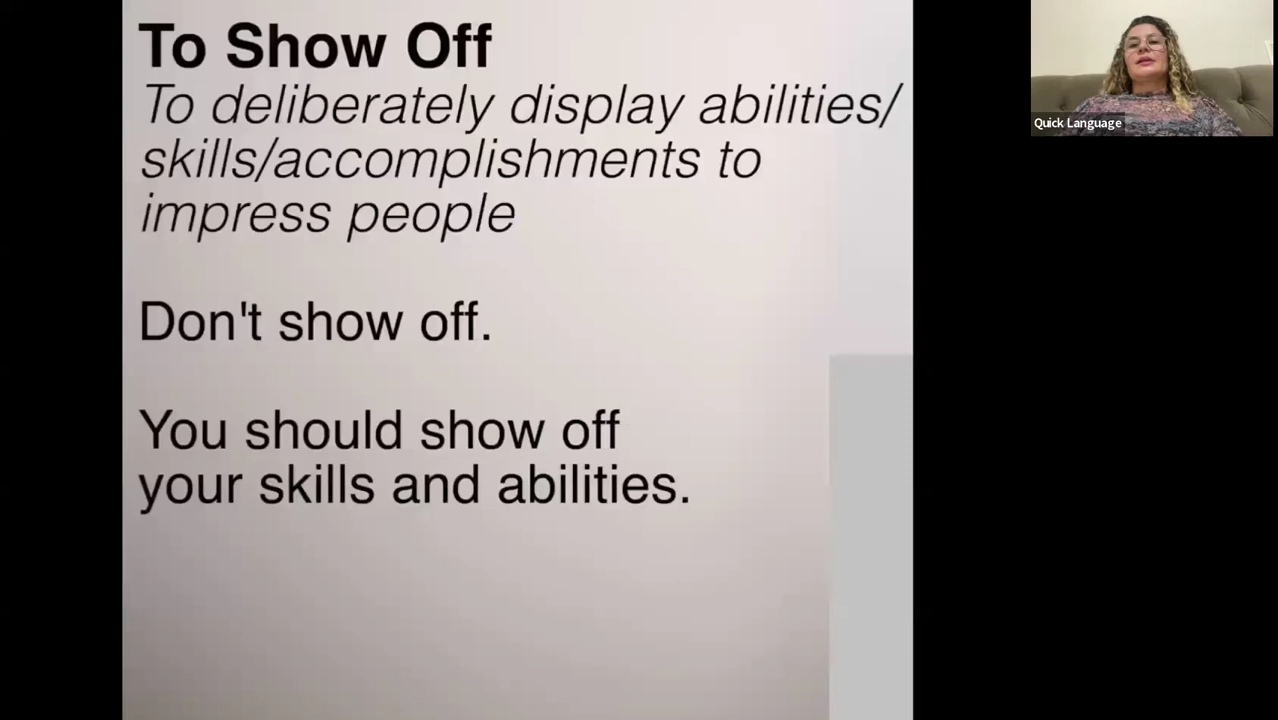 To Show Off
To deliberately display abilities/
skills/accomplishments to
impress people
Don't show off.
You should show off
your skills and abilities.
Quick Language